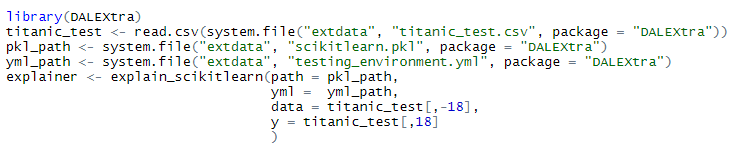 library(DALEXtra)
titanic_test <- read.csv(system.file("extdata", "titanic_test.csv", package = "DALEXtra"))
pkl_path <- system.file("extdata", "scikitlearn.pkl", package = "DALEXtra")
yml_path <- system.file("extdata", "testing_environment.yml", package = "DALEXtra")
explainer <- explain_scikitlearn(path = pkl_path,
yml =  yml_path,
data = titanic_test[,-18],
y = titanic_test[,18]
)